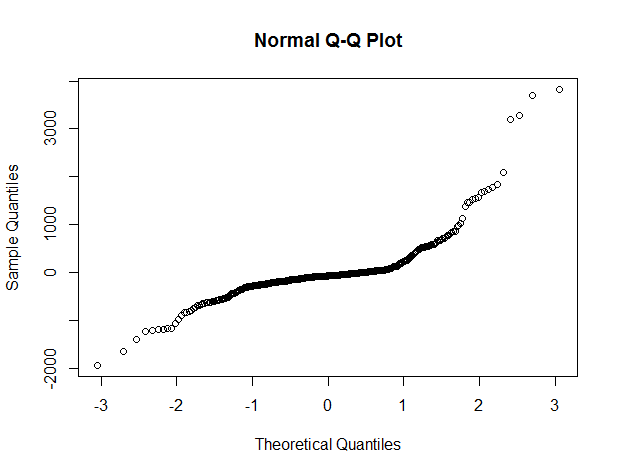 Normal Q-Q Plot
Sample Quantiles
3000
1000
0
-2000
-3 -2 -1 0 1 2 3
Theoretical Quantiles